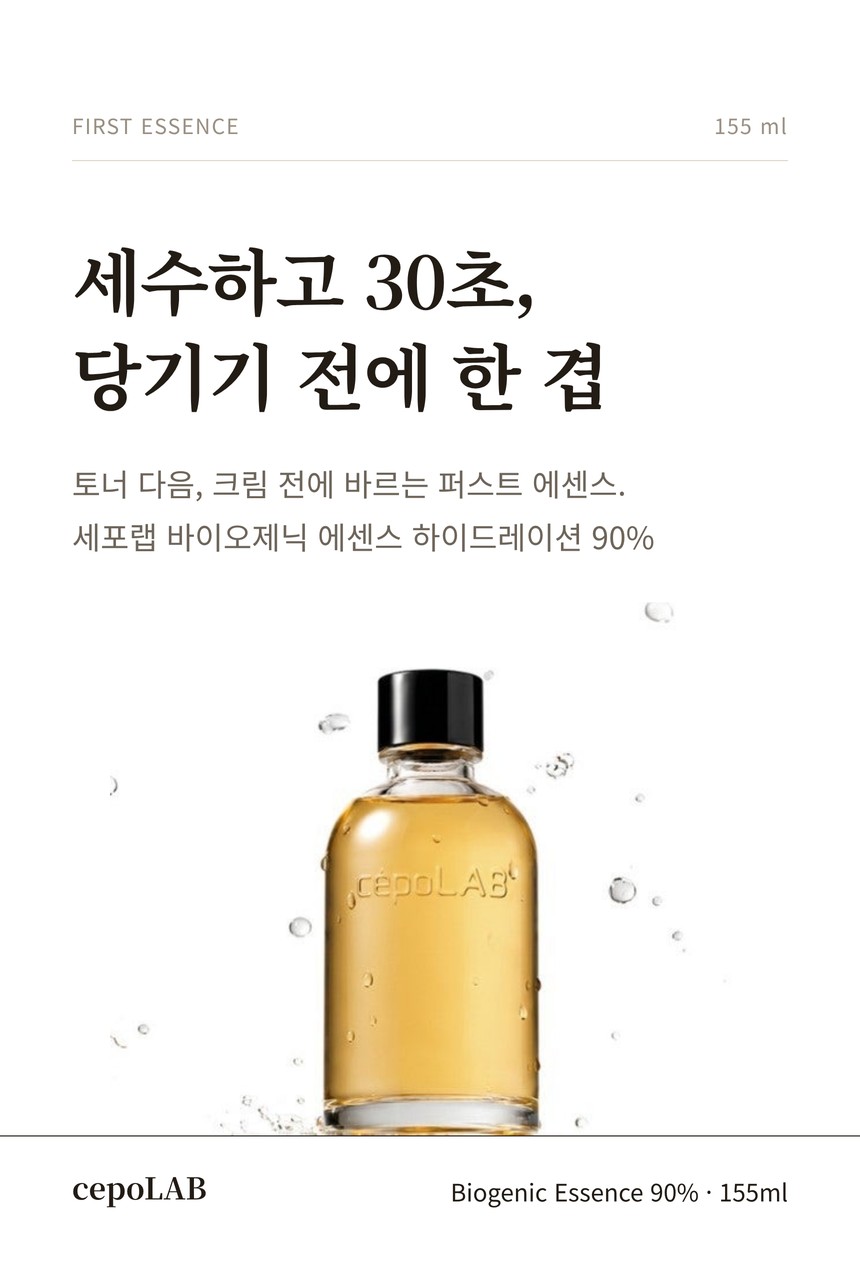 FIRST ESSENCE 155 ml
세수하고 30초,
당기기 전에 한 겹
토너 다음, 크림 전에 바르는 퍼스트 에센스.
세포랩 바이오제닉 에센스 하이드레이션 90%
cepoLAB
cepoLAB Biogenic Essence 90% · 155ml